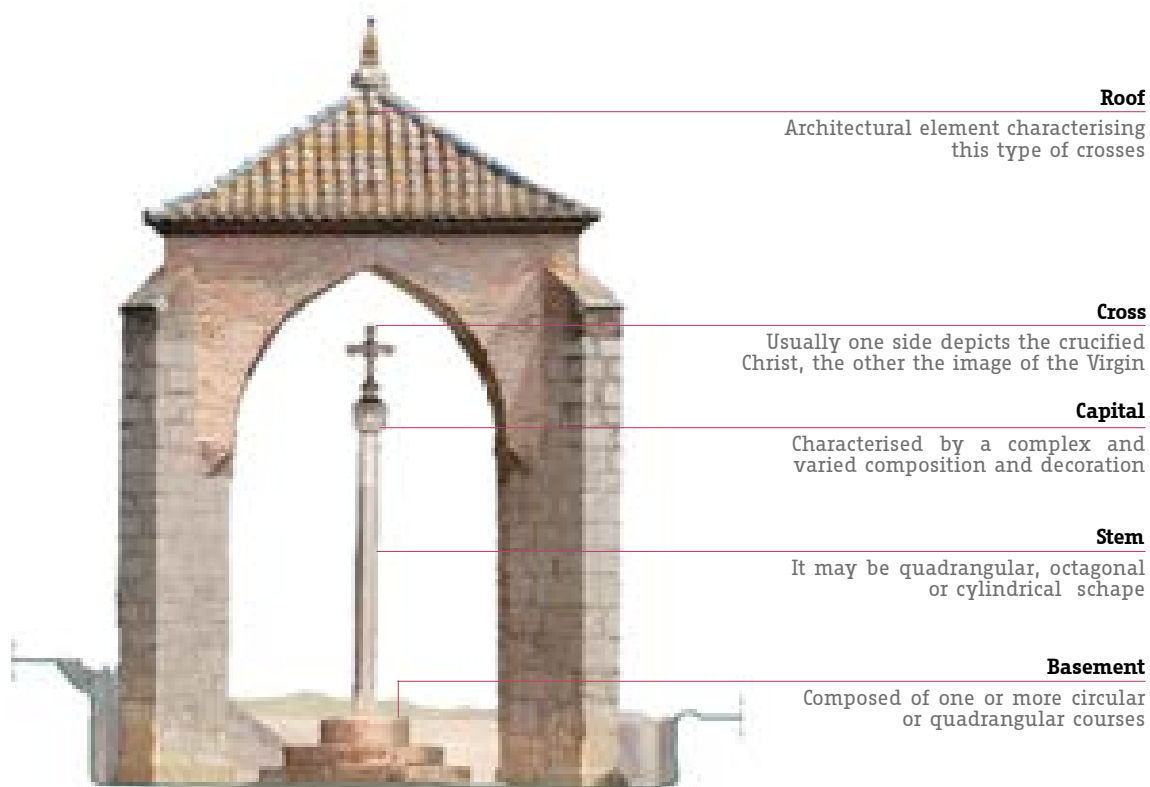 Roof
Architectural element characterising
this type of crosses
Cross
Usually one side depicts the crucified
Christ, the other the image of the Virgin
Capital
Characterised by a complex and
varied composition and decoration
Stem
It may be quadrangular, octagonal
or cylindrical schape
Basement
Composed of one or more circular
or quadrangular courses